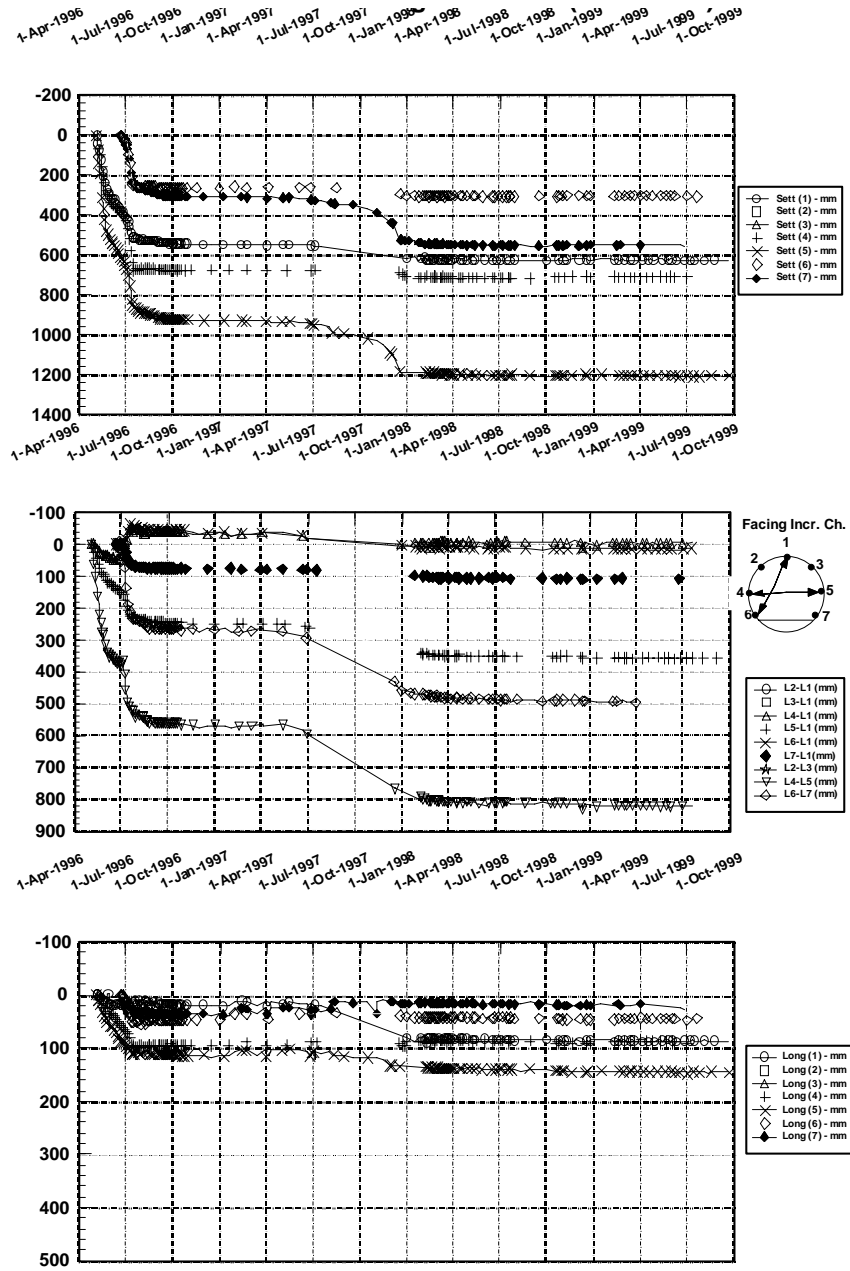 1-Apr-1996 1-Jul-1996 1-Oct-1996 1-Jan-1997 1-Apr-1997 1-Jul-1997 1-Oct-1997 1-Jan-1998 1-Apr-1998 1-Jul-1998 1-Oct-1998 1-Jan-1999 1-Apr-1999 1-Jul-1999 1-Oct-1999
-200
0
200
400
600
800
1000
1200
1400
Sett (1) - mm
Sett (2) - mm
Sett (3) - mm
Sett (4) - mm
Sett (5) - mm
Sett (6) - mm
Sett (7) - mm
1-Apr-1996 1-Jul-1996 1-Oct-1996 1-Jan-1997 1-Apr-1997 1-Jul-1997 1-Oct-1997 1-Jan-1998 1-Apr-1998 1-Jul-1998 1-Oct-1998 1-Jan-1999 1-Apr-1999 1-Jul-1999 1-Oct-1999
-100
0
100
200
300
400
500
600
700
800
900
Facing Incr. Ch.
1
2 3
4 5
6 7
L2-L1 (mm)
L3-L1 (mm)
L4-L1 (mm)
L5-L1 (mm)
L6-L1 (mm)
L7-L1 (mm)
L2-L3 (mm)
L4-L5 (mm)
L6-L7 (mm)
1-Apr-1996 1-Jul-1996 1-Oct-1996 1-Jan-1997 1-Apr-1997 1-Jul-1997 1-Oct-1997 1-Jan-1998 1-Apr-1998 1-Jul-1998 1-Oct-1998 1-Jan-1999 1-Apr-1999 1-Jul-1999 1-Oct-1999
-100
0
100
200
300
400
500
Long (1) - mm
Long (2) - mm
Long (3) - mm
Long (4) - mm
Long (5) - mm
Long (6) - mm
Long (7) - mm